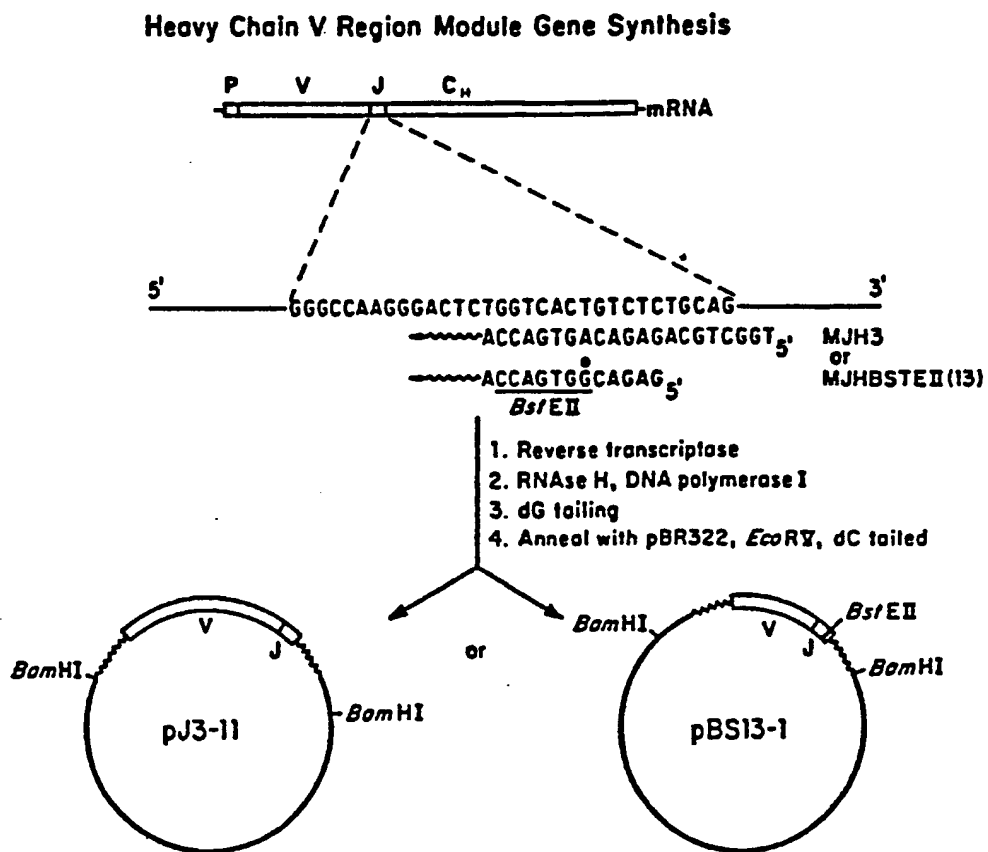 Heavy Chain V Region Module Gene Synthesis
P V J CH
mRNA
5' GGGCCAAGGGACTCTGGTCACTGTCTCTGCAG 3'
ACCAGTGACAGAGACGTCGGT5' MJH3
or
ACCAGTGGCAGAG5' MJHBSTEII(13)
BstEII
1. Reverse transcriptase
2. RNAse H, DNA polymerase I
3. dG tailing
4. Anneal with pBR322, EcoRV, dC tailed
BamHI V J BamHI
pJ3-11
or
BamHI V J BstEII BamHI
pBS13-1